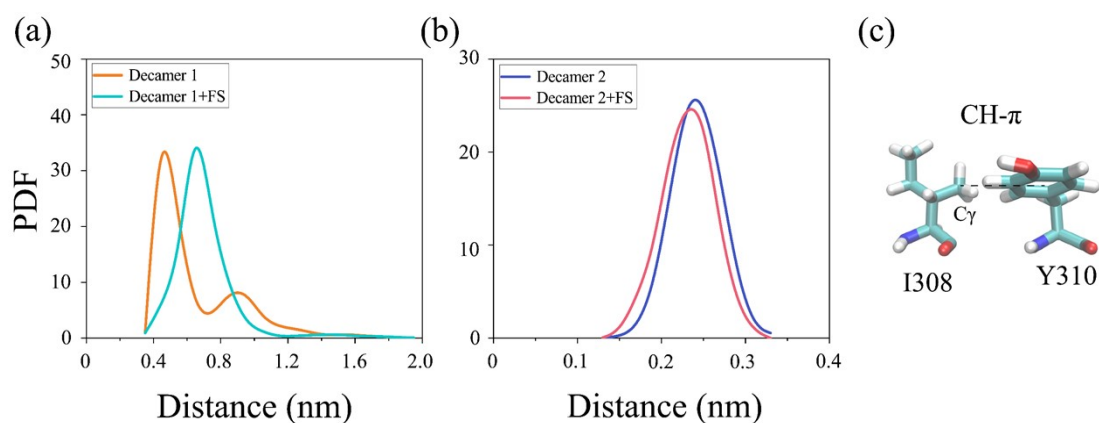 (a)
PDF
50
40
30
20
10
0
Decamer 1
Decamer 1+FS
0
0.4
0.8
1.2
1.6
2.0
Distance (nm)
(b)
30
20
10
0
Decamer 2
Decamer 2+FS
0
0.1
0.2
0.3
0.4
Distance (nm)
(c)
CH-π
Cγ
I308
Y310